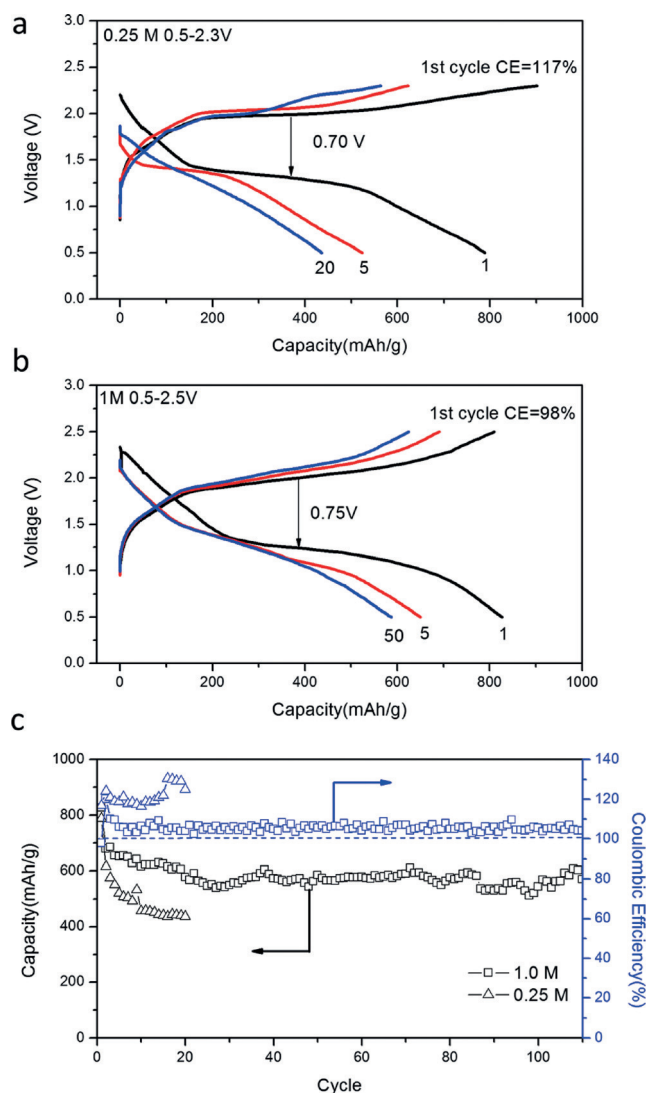 a
0.25 M 0.5-2.3V
1st cycle CE=117%
0.70 V
20 5 1
3.0
2.5
2.0
1.5
1.0
0.5
0.0
Voltage (V)
0 200 400 600 800 1000
Capacity(mAh/g)
b
1M 0.5-2.5V
1st cycle CE=98%
0.75V
50 5 1
3.0
2.5
2.0
1.5
1.0
0.5
0.0
Voltage (V)
0 200 400 600 800 1000
Capacity(mAh/g)
c
1000
800
600
400
200
0
Capacity(mAh/g)
140
120
100
80
60
40
20
0
Coulombic Efficiency(%)
1.0 M
0.25 M
0 20 40 60 80 100
Cycle